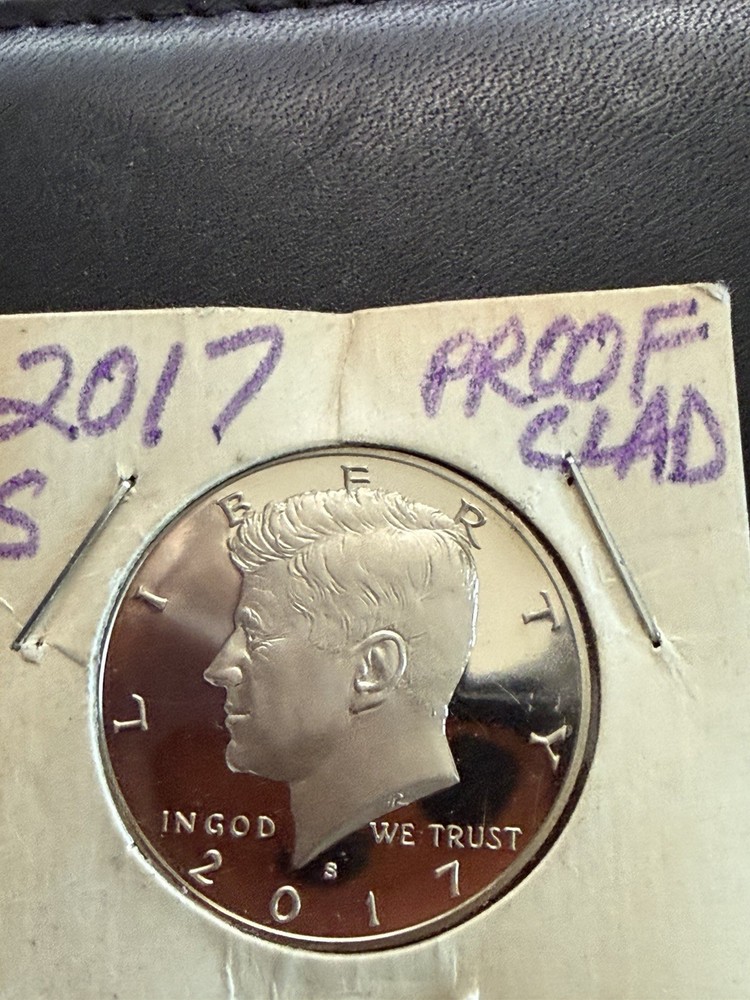 2017 PROOF
S CLAD
LIBERTY
IN GOD WE TRUST
S
2017